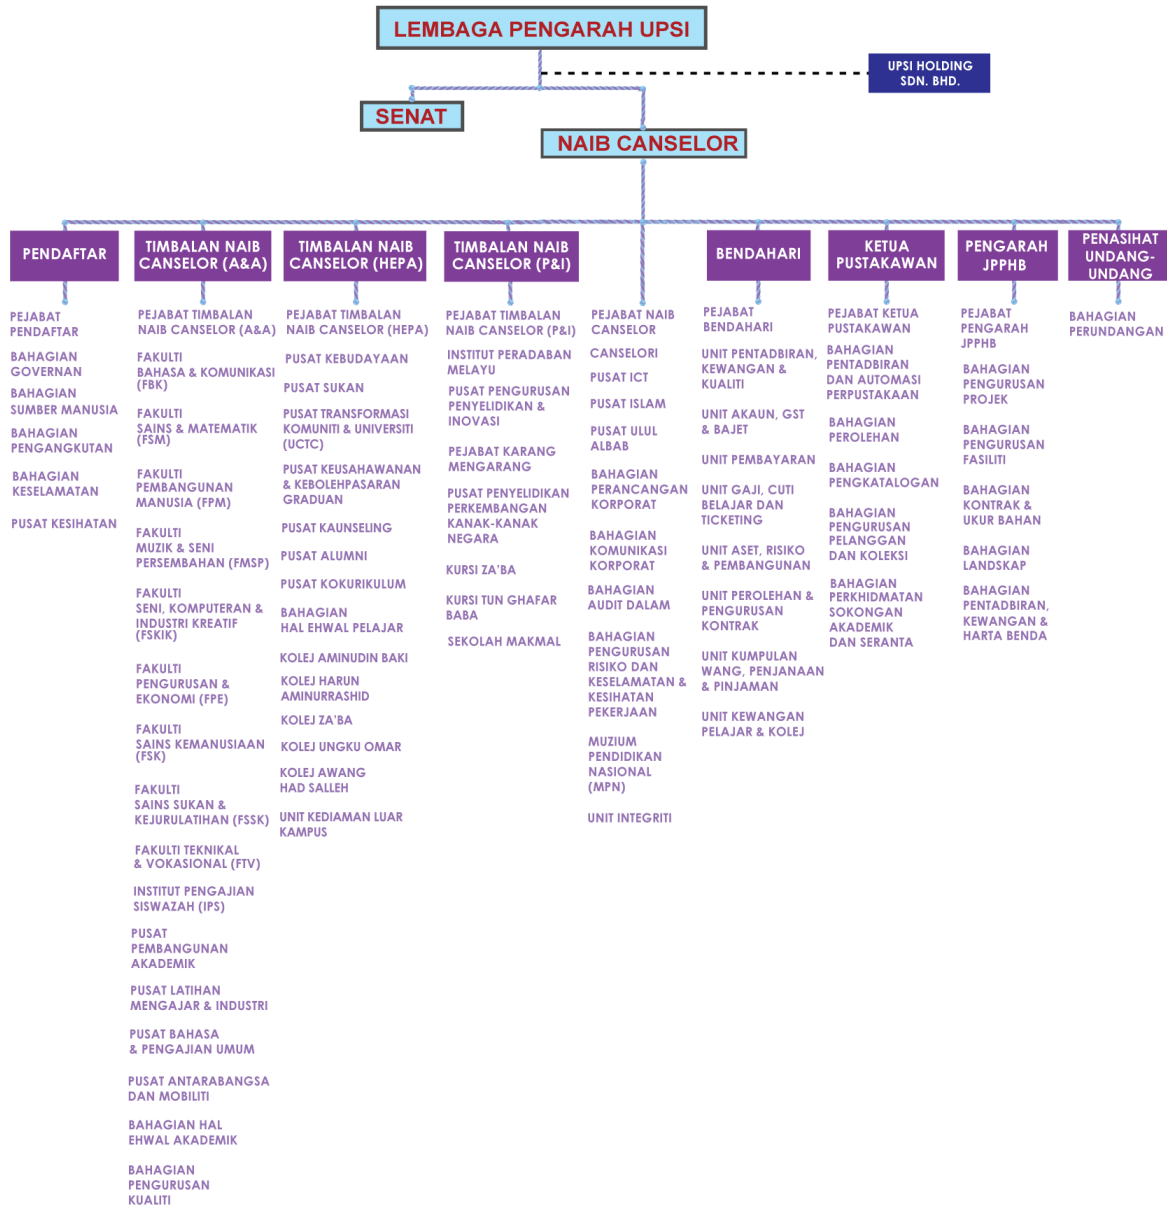 LEMBAGA PENGARAH UPSI
UPSI HOLDING
SDN. BHD.
SENAT
NAIB CANSELOR
PENDAFTAR
PEJABAT
PENDAFTAR
BAHAGIAN
GOVERNAN
BAHAGIAN
SUMBER MANUSIA
BAHAGIAN
PENGANGKUTAN
BAHAGIAN
KESELAMATAN
PUSAT KESIHATAN
TIMBALAN NAIB
CANSELOR (A&A)
PEJABAT TIMBALAN
NAIB CANSELOR (A&A)
FAKULTI
BAHASA & KOMUNIKASI
(FBK)
FAKULTI
SAINS & MATEMATIK
(FSM)
FAKULTI
PEMBANGUNAN
MANUSIA (FPM)
FAKULTI
MUZIK & SENI
PERSEMBAHAN (FMSP)
FAKULTI
SENI, KOMPUTERAN &
INDUSTRI KREATIF
(FSKIK)
FAKULTI
PENGURUSAN &
EKONOMI (FPE)
FAKULTI
SAINS KEMANUSIAAN
(FSK)
FAKULTI
SAINS SUKAN &
KEJURULATIHAN (FSSK)
FAKULTI TEKNIKAL
& VOKASIONAL (FTV)
INSTITUT PENGAJIAN
SISWAZAH (IPS)
PUSAT
PEMBANGUNAN
AKADEMIK
PUSAT LATIHAN
MENGAJAR & INDUSTRI
PUSAT BAHASA
& PENGAJIAN UMUM
PUSAT ANTARABANGSA
DAN MOBILITI
BAHAGIAN HAL
EHWAL AKADEMIK
BAHAGIAN
PENGURUSAN
KUALITI
TIMBALAN NAIB
CANSELOR (HEPA)
PEJABAT TIMBALAN
NAIB CANSELOR (HEPA)
PUSAT KEBUDAYAAN
PUSAT SUKAN
PUSAT TRANSFORMASI
KOMUNITI & UNIVERSITI
(UCTC)
PUSAT KEUSAHAWANAN
& KEBOLEHPASARAN
GRADUAN
PUSAT KAUNSELING
PUSAT ALUMNI
PUSAT KOKURIKULUM
BAHAGIAN
HAL EHWAL PELAJAR
KOLEJ AMINUDIN BAKI
KOLEJ HARUN
AMINURRASHID
KOLEJ ZA'BA
KOLEJ UNGKU OMAR
KOLEJ AWANG
HAD SALLEH
UNIT KEDIAMAN LUAR
KAMPUS
TIMBALAN NAIB
CANSELOR (P&I)
PEJABAT TIMBALAN
NAIB CANSELOR (P&I)
INSTITUT PERADABAN
MELAYU
PUSAT PENGURUSAN
PENYELIDIKAN &
INOVASI
PEJABAT KARANG
MENGARANG
PUSAT PENYELIDIKAN
PERKEMBANGAN
KANAK-KANAK
NEGARA
KURSI ZA'BA
KURSI TUN GHAFAR
BABA
SEKOLAH MAKMAL
PEJABAT NAIB
CANSELOR
CANSELORI
PUSAT ICT
PUSAT ISLAM
PUSAT ULUL
ALBAB
BAHAGIAN
PERANCANGAN
KORPORAT
BAHAGIAN
KOMUNIKASI
KORPORAT
BAHAGIAN
AUDIT DALAM
BAHAGIAN
PENGURUSAN
RISIKO DAN
KESELAMATAN &
KESIHATAN
PEKERJAAN
MUZIUM
PENDIDIKAN
NASIONAL
(MPN)
UNIT INTEGRITI
BENDAHARI
PEJABAT
BENDAHARI
UNIT PENTADBIRAN,
KEWANGAN &
KUALITI
UNIT AKAUN, GST
& BAJET
UNIT PEMBAYARAN
UNIT GAJI, CUTI
BELAJAR DAN
TICKETING
UNIT ASET, RISIKO
& PEMBANGUNAN
UNIT PEROLEHAN &
PENGURUSAN
KONTRAK
UNIT KUMPULAN
WANG, PENJANAAN
& PINJAMAN
UNIT KEWANGAN
PELAJAR & KOLEJ
KETUA
PUSTAKAWAN
PEJABAT KETUA
PUSTAKAWAN
BAHAGIAN
PENTADBIRAN
DAN AUTOMASI
PERPUSTAKAAN
BAHAGIAN
PEROLEHAN
BAHAGIAN
PENGKATALOGAN
BAHAGIAN
PENGURUSAN
PELANGGAN
DAN KOLEKSI
BAHAGIAN
PERKHIDMATAN
SOKONGAN
AKADEMIK
DAN SERANTA
PENGARAH
JPPHB
PEJABAT
PENGARAH
JPPHB
BAHAGIAN
PENGURUSAN
PROJEK
BAHAGIAN
PENGURUSAN
FASILITI
BAHAGIAN
KONTRAK &
UKUR BAHAN
BAHAGIAN
LANDSKAP
BAHAGIAN
PENTADBIRAN,
KEWANGAN &
HARTA BENDA
PENASIHAT
UNDANG-
UNDANG
BAHAGIAN
PERUNDANGAN